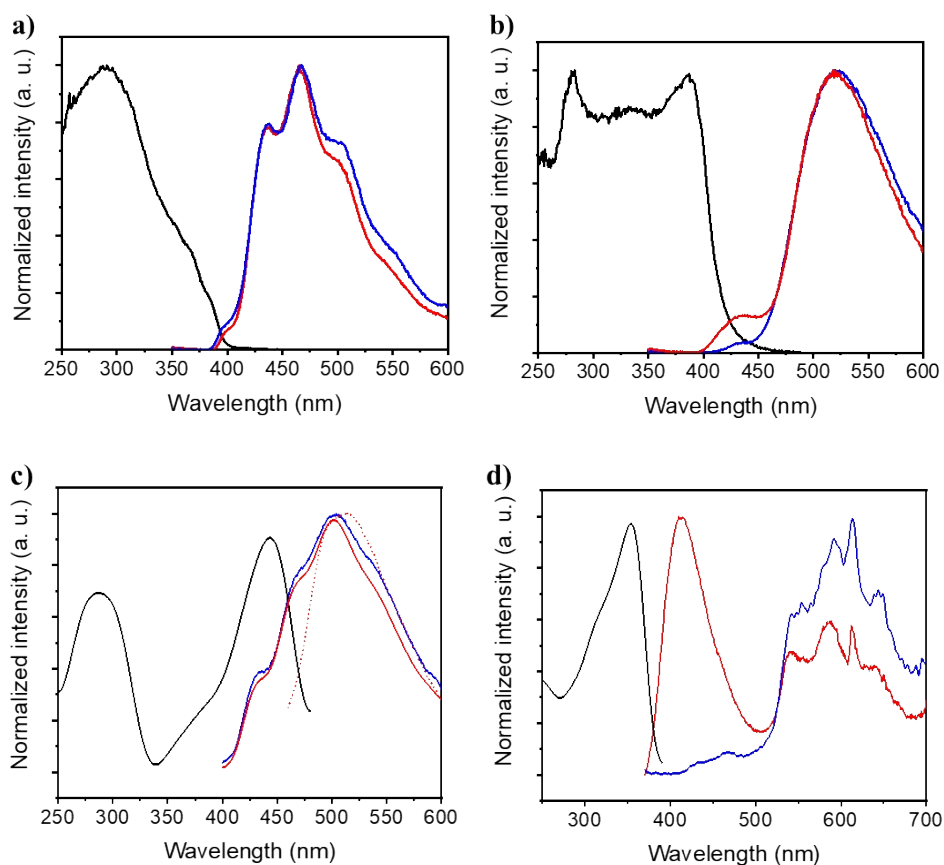 a)
Normalized intensity (a. u.)
250 300 350 400 450 500 550 600
Wavelength (nm)
b)
Normalized intensity (a. u.)
250 300 350 400 450 500 550 600
Wavelength (nm)
c)
Normalized intensity (a. u.)
250 300 350 400 450 500 550 600
Wavelength (nm)
d)
Normalized intensity (a. u.)
300 400 500 600 700
Wavelength (nm)